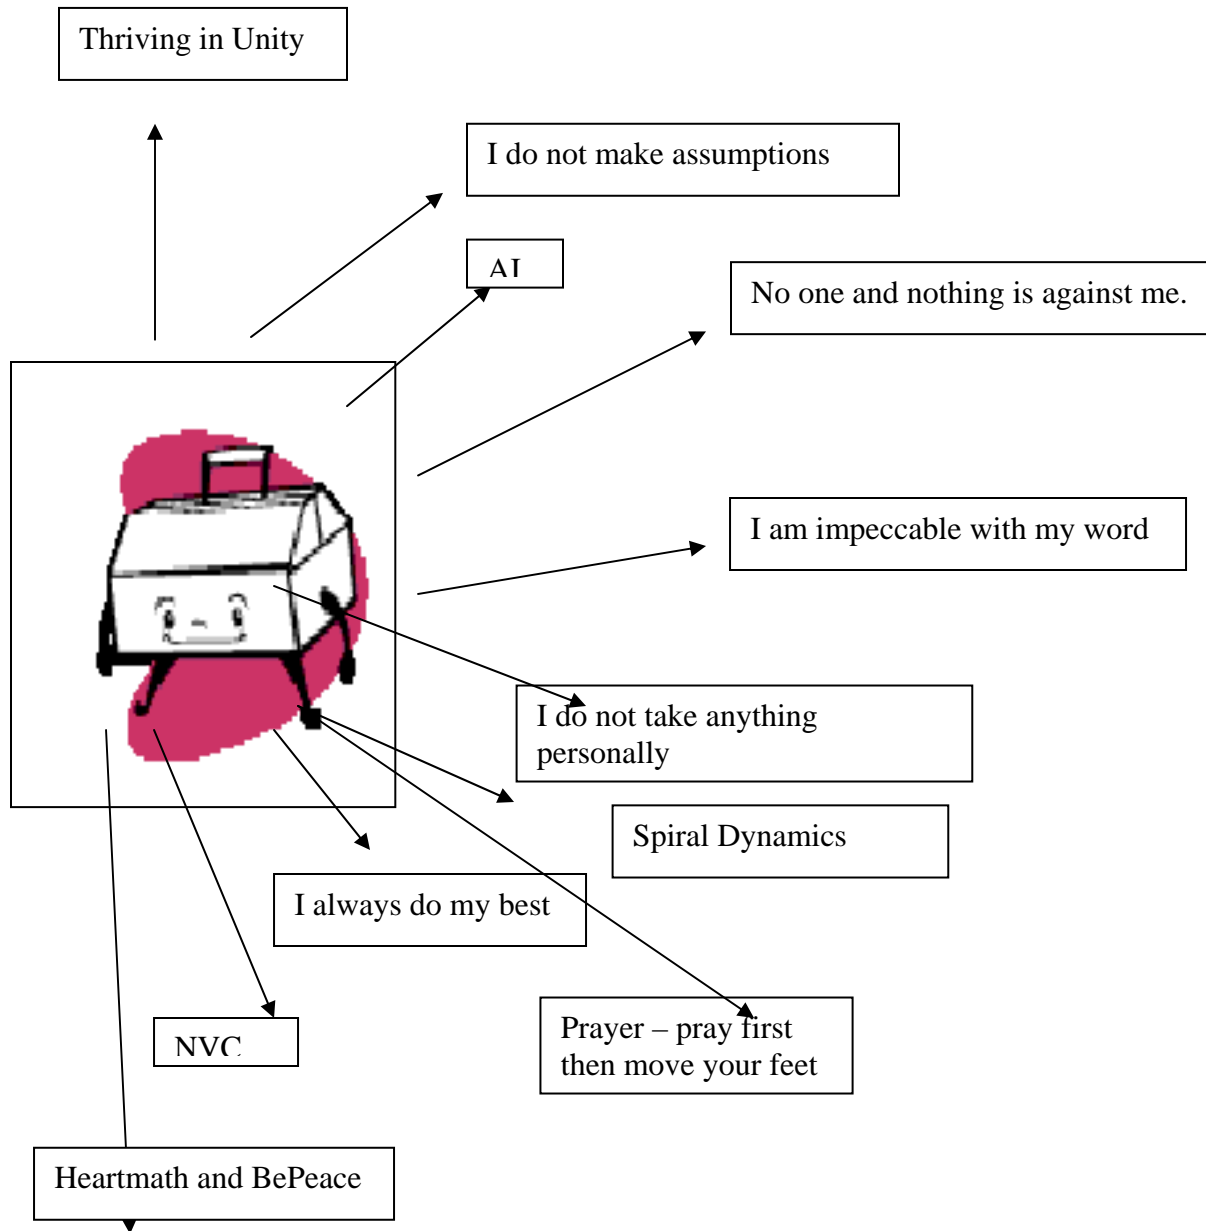 Thriving in Unity
I do not make assumptions
AI
No one and nothing is against me.
I am impeccable with my word
I do not take anything
personally
Spiral Dynamics
I always do my best
Prayer – pray first
then move your feet
NVC
Heartmath and BePeace